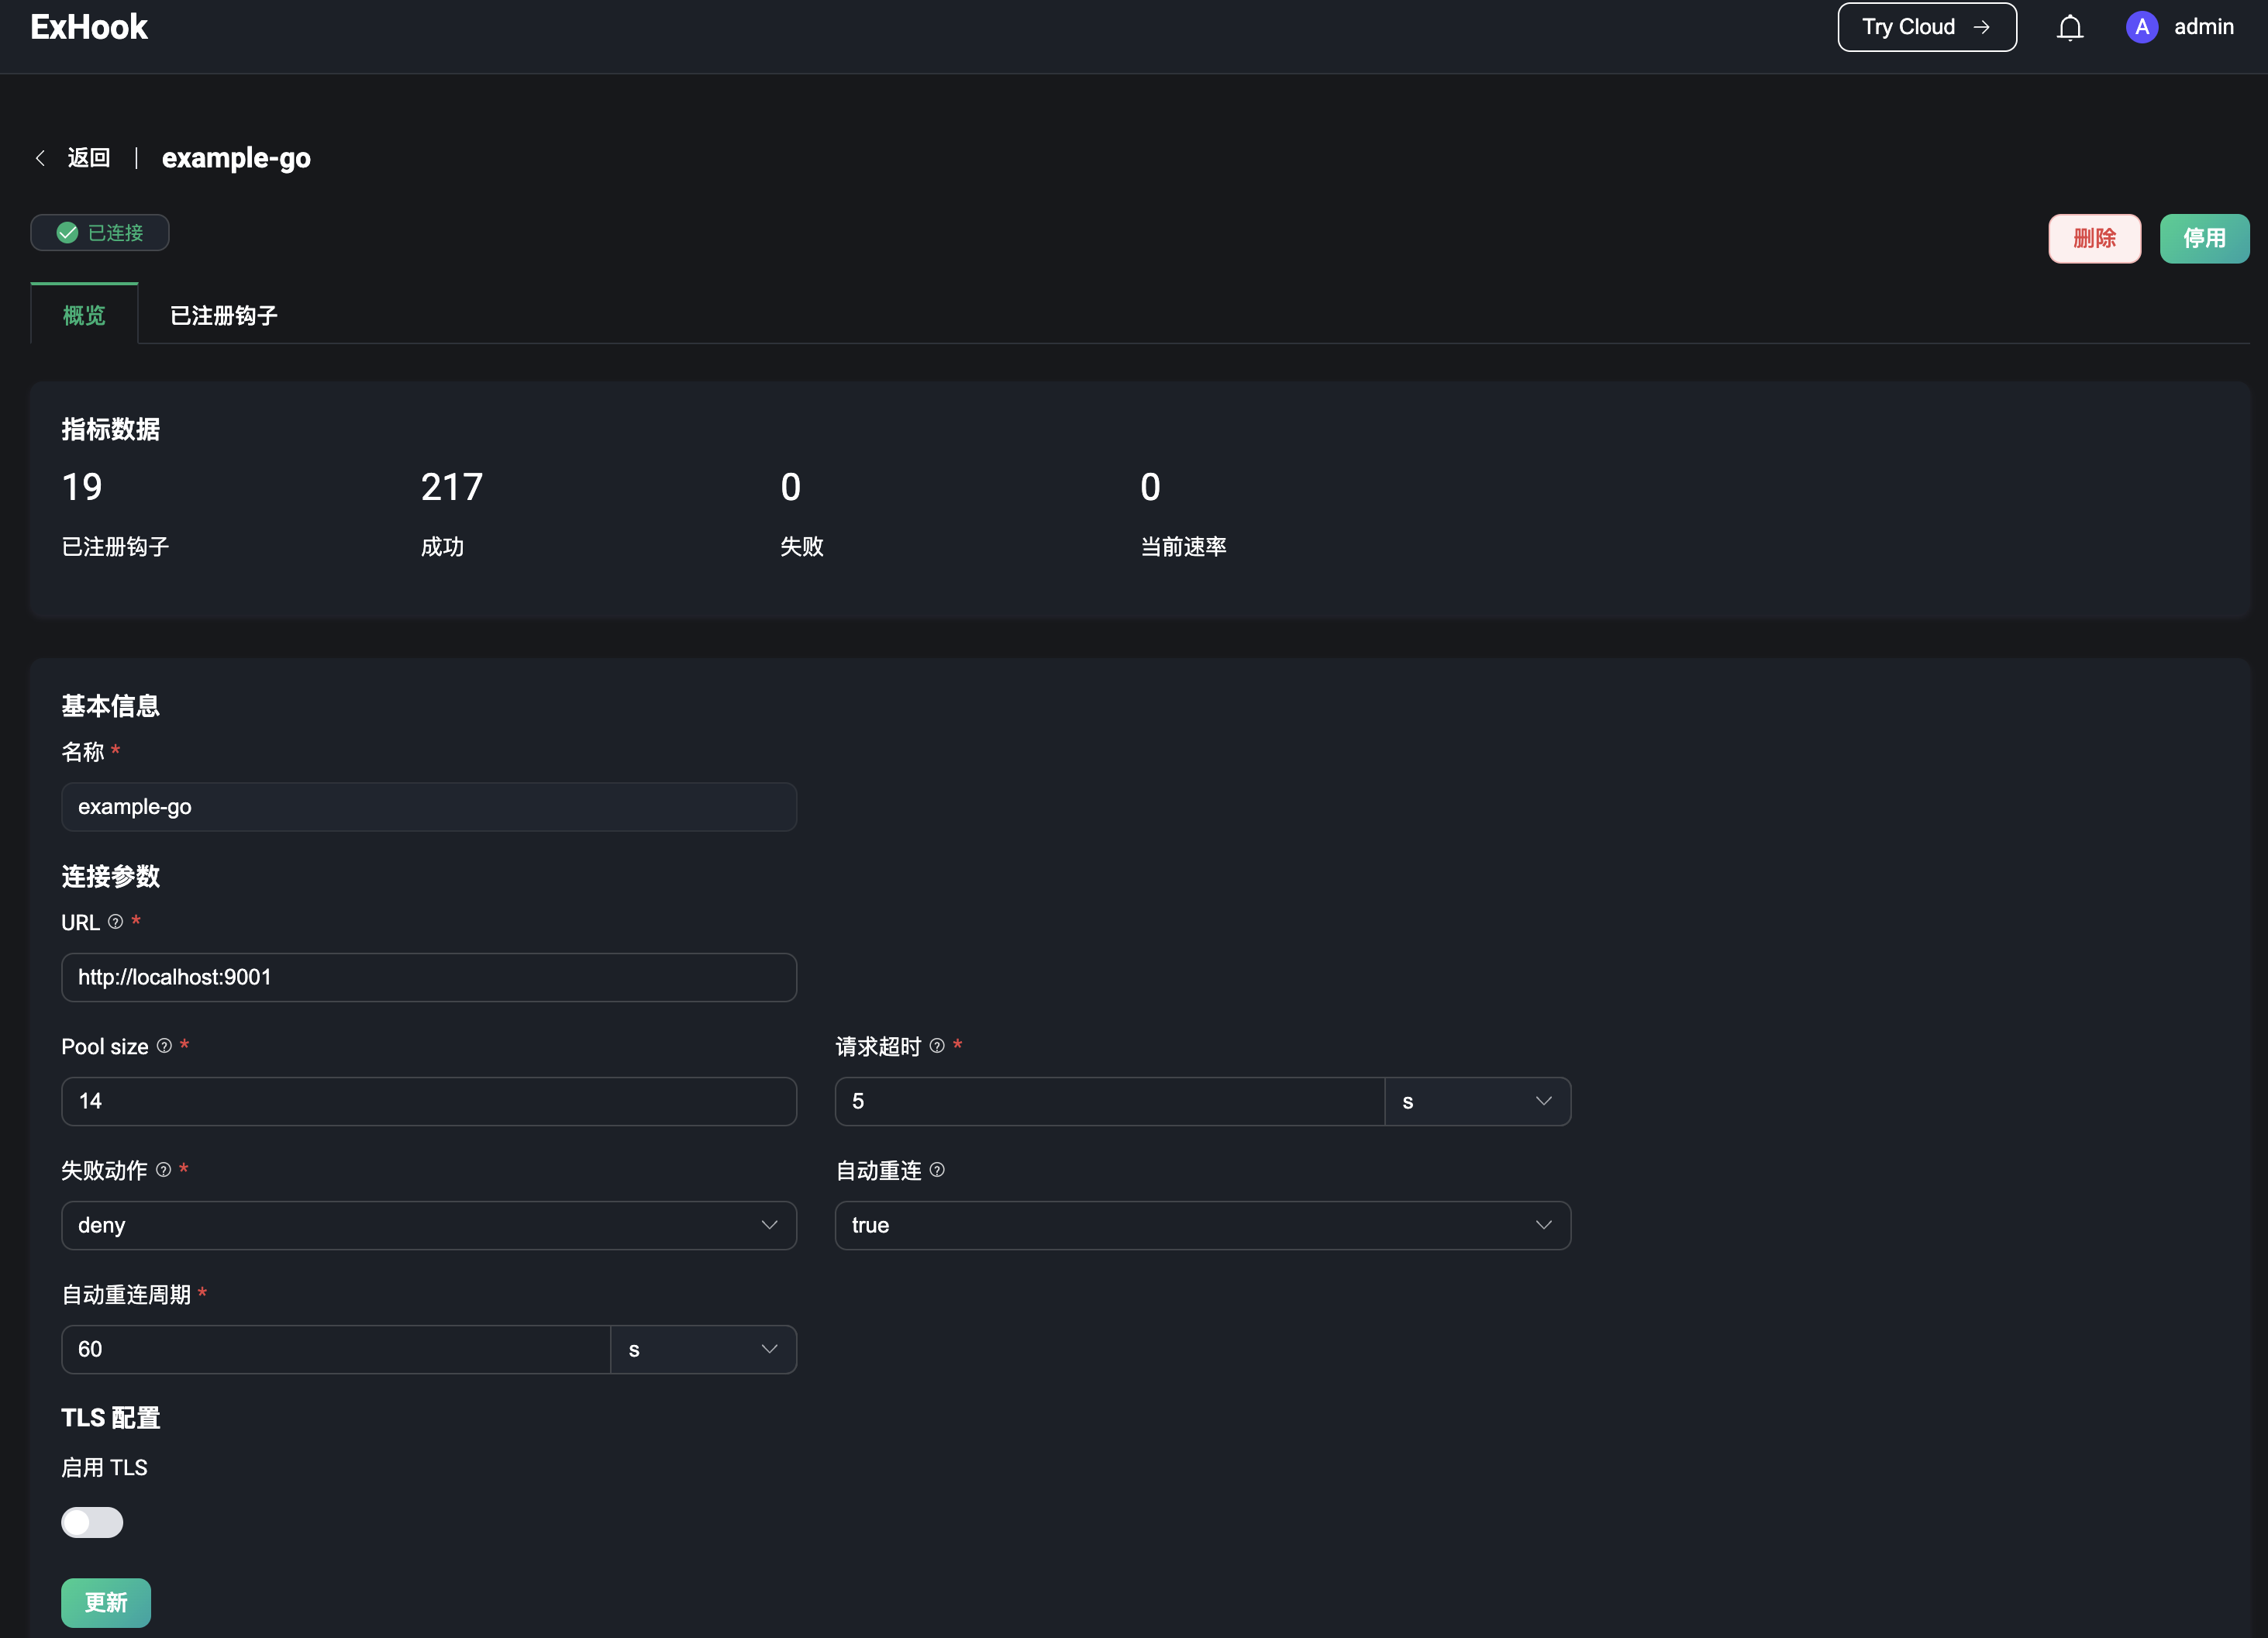 ExHook
Try Cloud →
A admin
返回 | example-go
已连接
删除 停用
概览 已注册钩子
指标数据
19 217 0 0
已注册钩子 成功 失败 当前速率
基本信息
名称 *
example-go
连接参数
URL ? *
http://localhost:9001
Pool size ? * 请求超时 ? *
14 5 s
失败动作 ? * 自动重连 ?
deny true
自动重连周期 *
60 s
TLS 配置
启用 TLS
更新